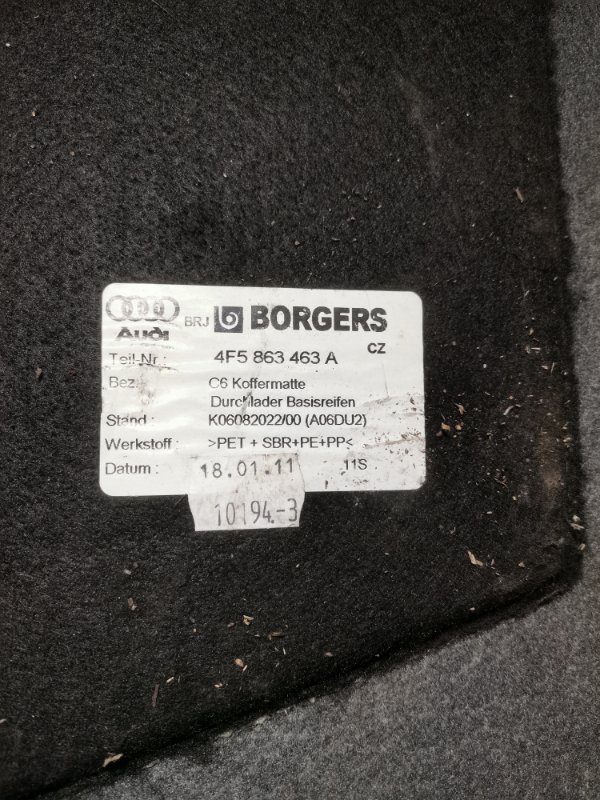 Audi BRJ BORGERS
CZ
Teil-Nr.: 4F5 863 463 A
Bez. C6 Koffermatte
Durchlader Basisreifen
Stand : K06082022/00 (A06DU2)
Werkstoff : >PET + SBR+PE+PP<
Datum : 18.01.11 11S
10194.-3